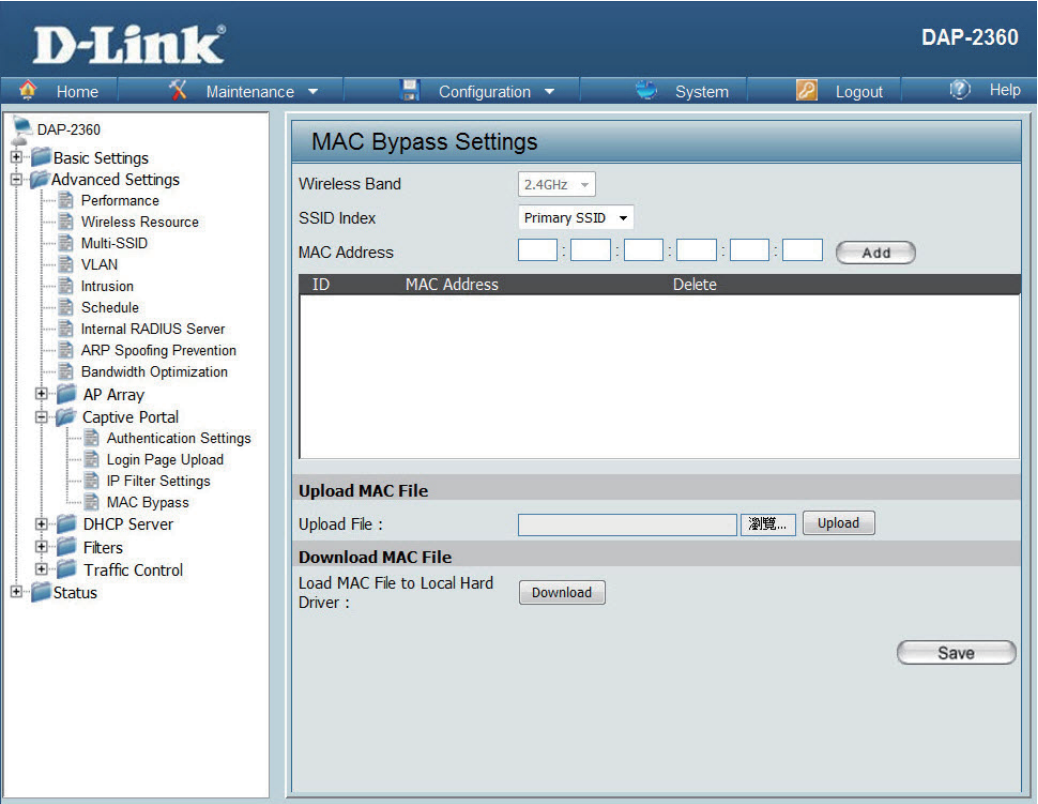 D-Link®
DAP-2360
Home Maintenance Configuration System Logout Help
DAP-2360
Basic Settings
Advanced Settings
Performance
Wireless Resource
Multi-SSID
VLAN
Intrusion
Schedule
Internal RADIUS Server
ARP Spoofing Prevention
Bandwidth Optimization
AP Array
Captive Portal
Authentication Settings
Login Page Upload
IP Filter Settings
MAC Bypass
DHCP Server
Filters
Traffic Control
Status
MAC Bypass Settings
Wireless Band 2.4GHz
SSID Index Primary SSID
MAC Address : : : : : Add
ID MAC Address Delete
Upload MAC File
Upload File : 瀏覽... Upload
Download MAC File
Load MAC File to Local Hard
Driver : Download
Save